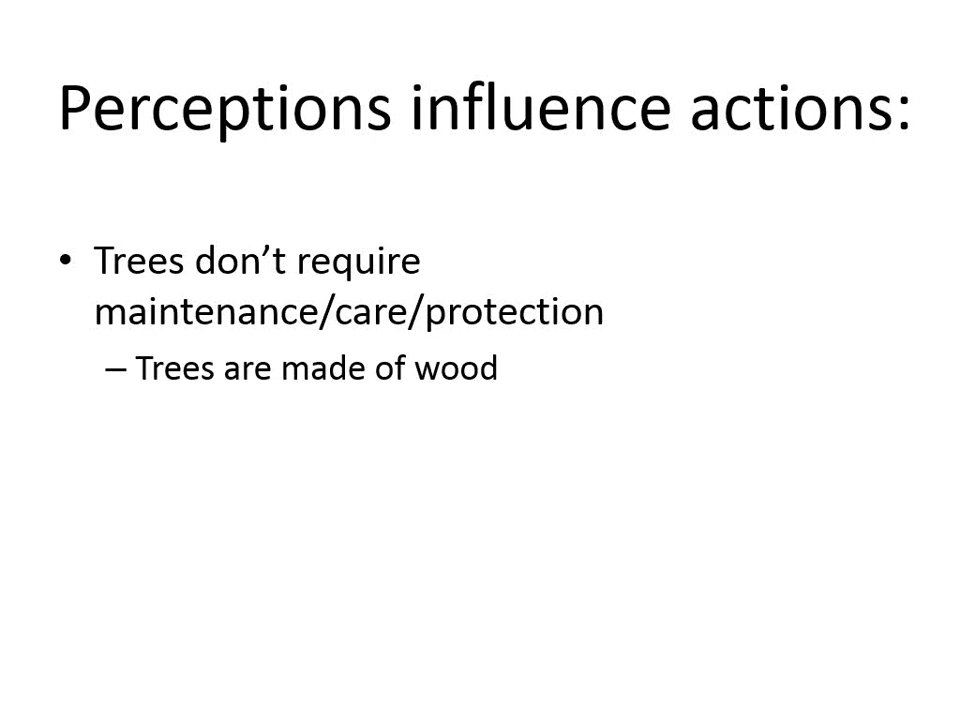 Perceptions influence actions:
• Trees don’t require
maintenance/care/protection
– Trees are made of wood